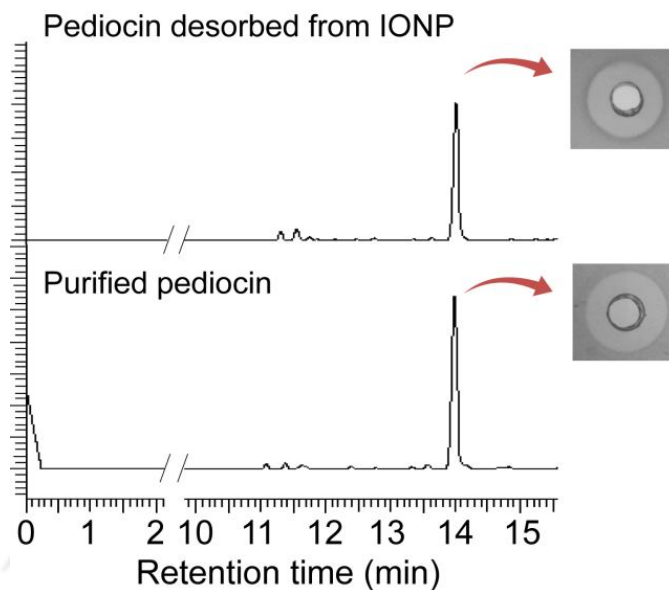 Pediocin desorbed from IONP
Purified pediocin
0 1 2 10 11 12 13 14 15
Retention time (min)